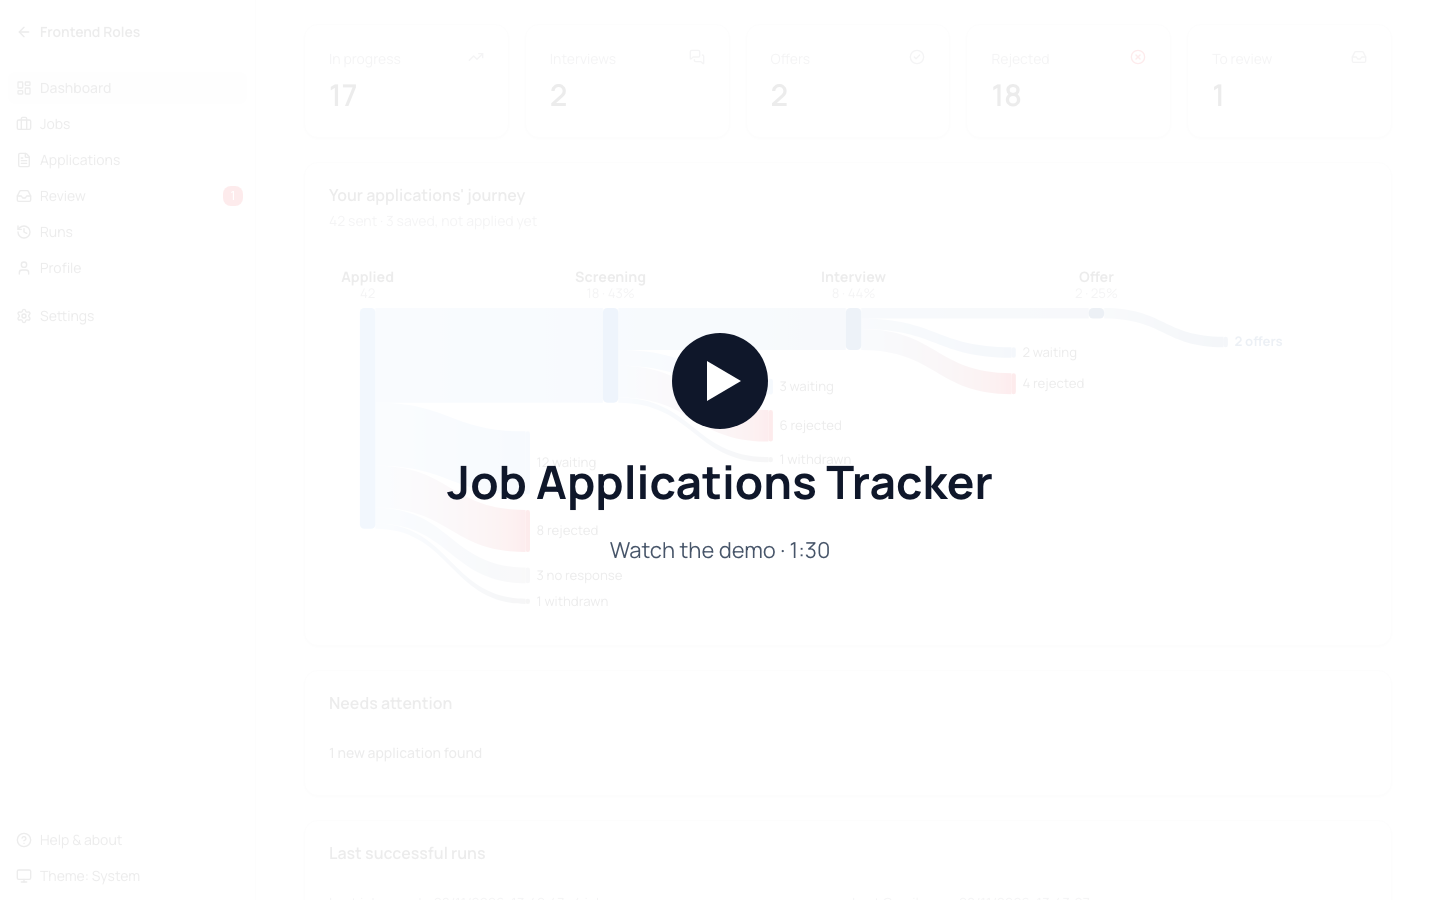 Frontend Roles
Dashboard
Jobs
Applications
Review
1
Runs
Profile
Settings
Help & about
Theme: System
In progress
17
Interviews
2
Offers
2
Rejected
18
To review
1
Your applications' journey
42 sent · 3 saved, not applied yet
Applied
42
Screening
18 · 43%
Interview
8 · 44%
Offer
2 · 25%
2 offers
2 waiting
4 rejected
3 waiting
6 rejected
1 withdrawn
12 waiting
8 rejected
3 no response
1 withdrawn
Job Applications Tracker
Watch the demo · 1:30
Needs attention
1 new application found
Last successful runs